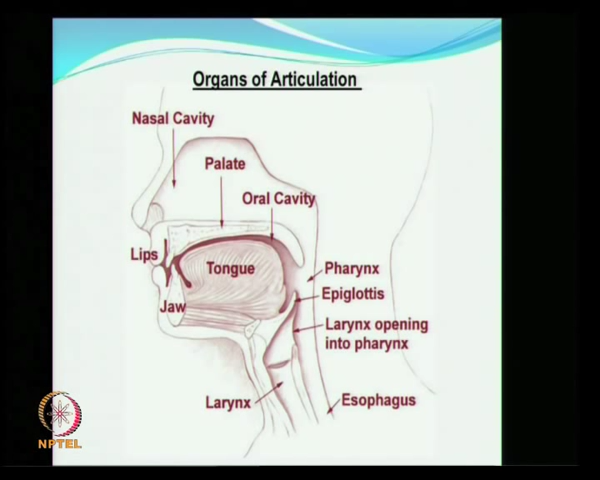 Organs of Articulation
Nasal Cavity
Palate
Oral Cavity
Lips
Tongue
Pharynx
Jaw
Epiglottis
Larynx opening
into pharynx
Larynx
Esophagus
NPTEL